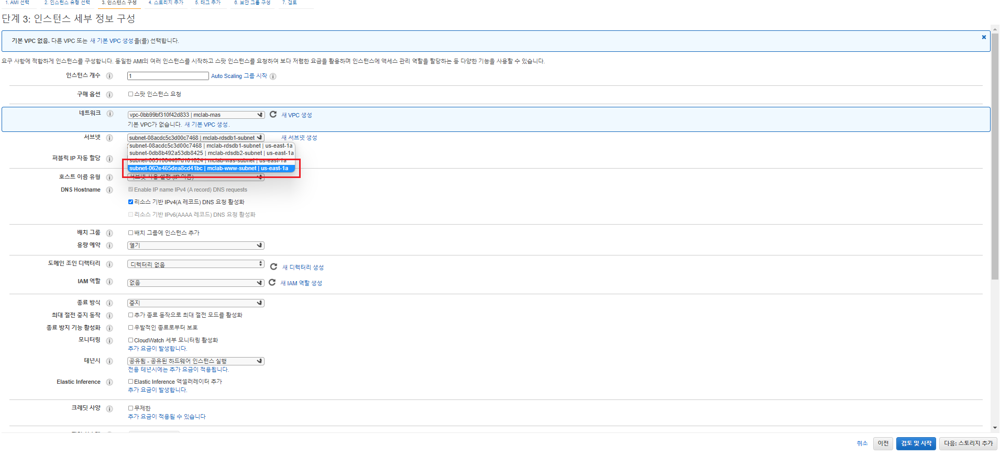 1. AMI 선택 2. 인스턴스 유형 선택 3. 인스턴스 구성 4. 스토리지 추가 5. 태그 추가 6. 보안 그룹 구성 7. 검토
단계 3: 인스턴스 세부 정보 구성
기본 VPC 없음. 다른 VPC 또는 새 기본 VPC 생성을(를) 선택합니다.
요구 사항에 적합하게 인스턴스를 구성합니다. 동일한 AMI의 여러 인스턴스를 시작하고 스팟 인스턴스를 요청하여 보다 저렴한 요금을 활용하며 인스턴스에 액세스 관리 역할을 할당하는 등 다양한 기능을 사용할 수 있습니다.
인스턴스 개수 1 Auto Scaling 그룹 시작
구매 옵션 스팟 인스턴스 요청
네트워크 vpc-0bb99bf310f42d833 | mclab-mas 새 VPC 생성
기본 VPC가 없습니다. 새 기본 VPC 생성.
서브넷 subnet-08acdc5c3d00c7468 | mclab-rdsdb1-subnet 새 서브넷 생성
subnet-08acdc5c3d00c7468 | mclab-rdsdb1-subnet | us-east-1a
subnet-0db8b492a53db8425 | mclab-rdsdb2-subnet | us-east-1a
퍼블릭 IP 자동 할당
mclab-was-subnet | us-east-1a
subnet-062e465dea8cd41bc | mclab-www-subnet | us-east-1a
호스트 이름 유형 서브넷 사용 설정 (IP 이름)
DNS Hostname Enable IP name IPv4 (A record) DNS requests
리소스 기반 IPv4(A 레코드) DNS 요청 활성화
리소스 기반 IPv6(AAAA 레코드) DNS 요청 활성화
배치 그룹 배치 그룹에 인스턴스 추가
용량 예약 열기
도메인 조인 디렉터리 디렉터리 없음 새 디렉터리 생성
IAM 역할 없음 새 IAM 역할 생성
종료 방식 중지
최대 절전 중지 동작 추가 종료 동작으로 최대 절전 모드를 활성화
종료 방지 기능 활성화 우발적인 종료로부터 보호
모니터링 CloudWatch 세부 모니터링 활성화
추가 요금이 발생합니다.
테넌시 공유됨 - 공유된 하드웨어 인스턴스 실행
전용 테넌시에는 추가 요금이 적용됩니다.
Elastic Inference Elastic Inference 액셀러레이터 추가
추가 요금이 발생합니다.
크레딧 사양 무제한
추가 요금이 적용될 수 있습니다
취소 이전 검토 및 시작 다음: 스토리지 추가